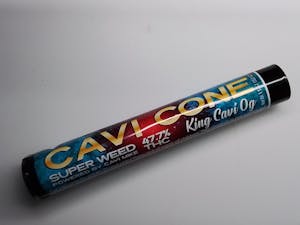 CAVI CONE
SUPER WEED
POWERED BY CAVI MIKE
47.7%
THC
King Cavi Og